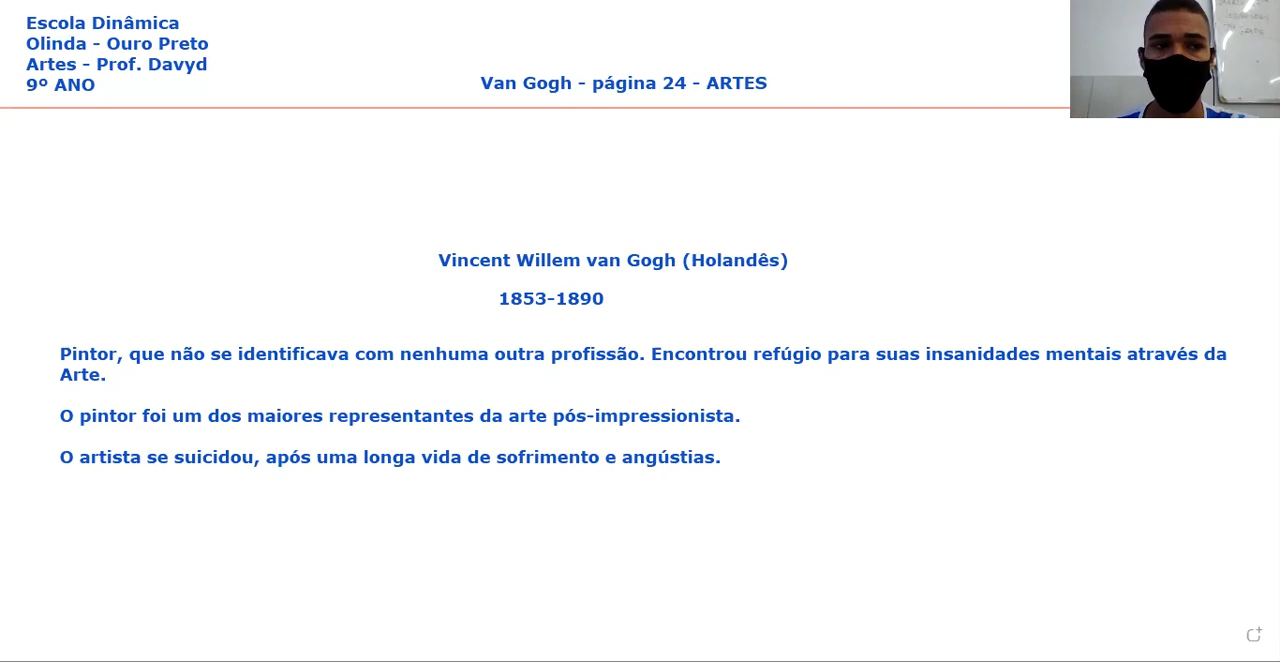 Escola Dinâmica
Olinda - Ouro Preto
Artes - Prof. Davyd
9º ANO
Van Gogh - página 24 - ARTES
Vincent Willem van Gogh (Holandês)
1853-1890
Pintor, que não se identificava com nenhuma outra profissão. Encontrou refúgio para suas insanidades mentais através da
Arte.
O pintor foi um dos maiores representantes da arte pós-impressionista.
O artista se suicidou, após uma longa vida de sofrimento e angústias.